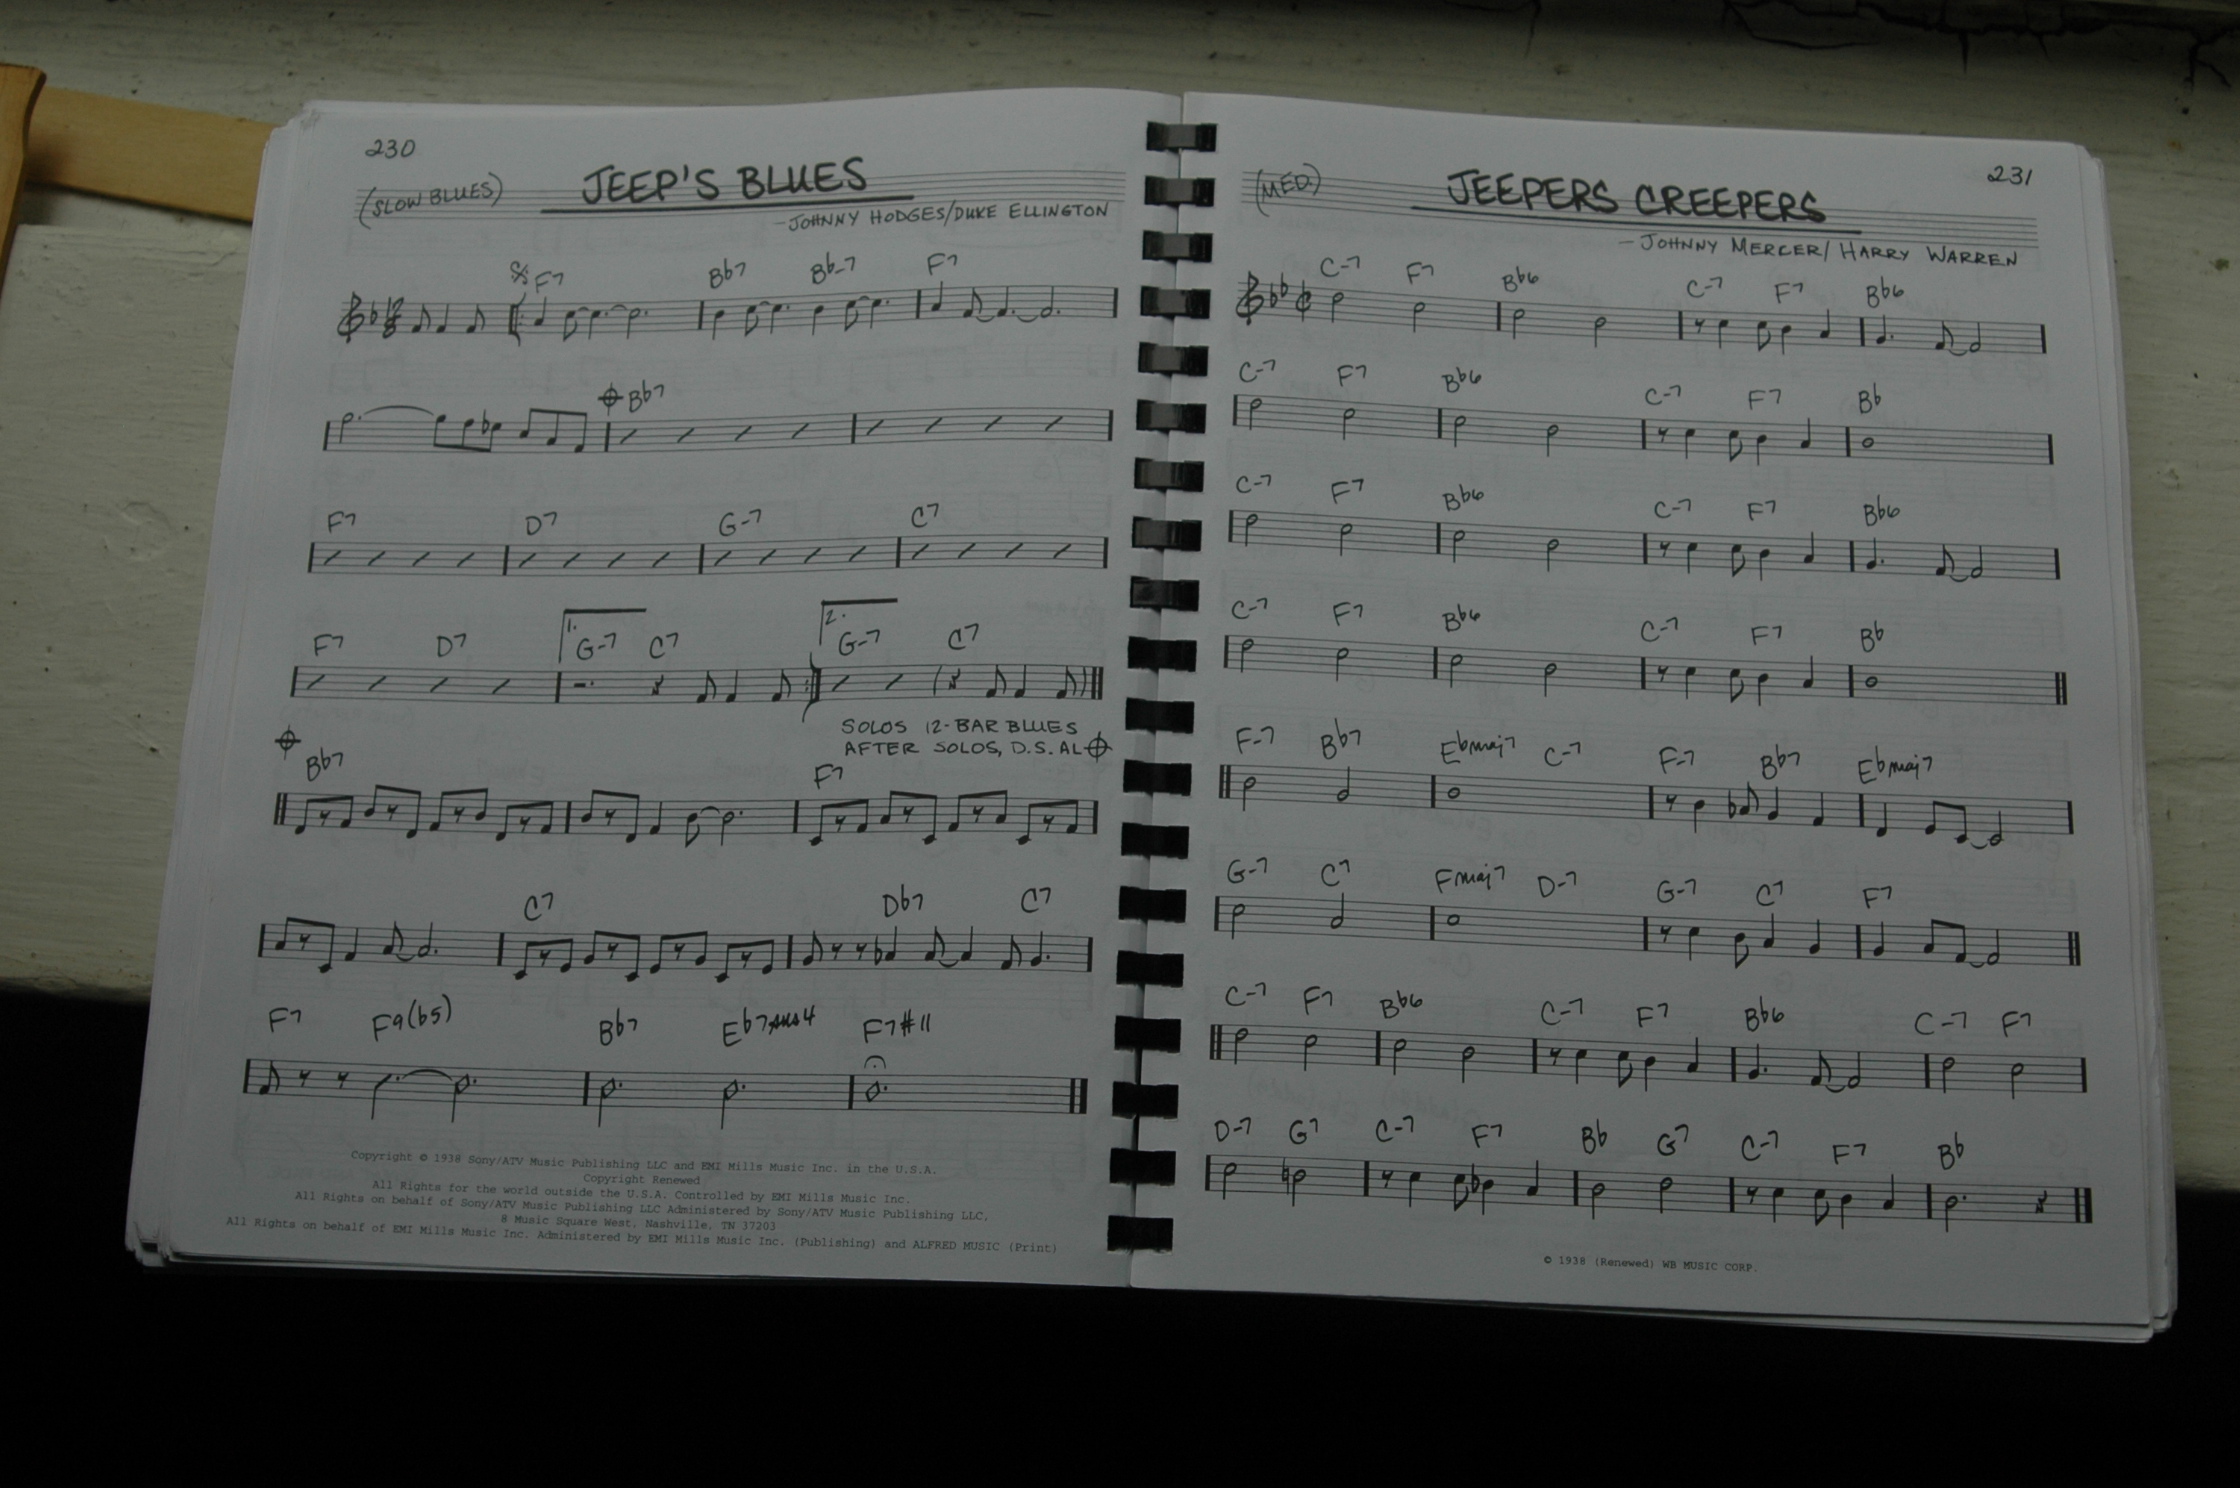 230
(SLOW BLUES)
JEEP'S BLUES
-JOHNNY HODGES/DUKE ELLINGTON
F7 Bb7 Bb-7 F7
Bb7
F7 D7 G-7 C7
1. 2.
F7 D7 G-7 C7 G-7 C7
SOLOS 12-BAR BLUES
AFTER SOLOS, D.S. AL
Bb7 F7
C7 Db7 C7
F7 F9(b5) Bb7 Eb7sus4 F7#11
Copyright © 1938 Sony/ATV Music Publishing LLC and EMI Mills Music Inc. in the U.S.A.
Copyright Renewed
All Rights for the world outside the U.S.A. Controlled by EMI Mills Music Inc.
All Rights on behalf of Sony/ATV Music Publishing LLC Administered by Sony/ATV Music Publishing LLC,
8 Music Square West, Nashville, TN 37203
All Rights on behalf of EMI Mills Music Inc. Administered by EMI Mills Music Inc. (Publishing) and ALFRED MUSIC (Print)
231
(MED.)
JEEPERS CREEPERS
-JOHNNY MERCER/HARRY WARREN
C-7 F7 Bb6 C-7 F7 Bb6
C-7 F7 Bb6 C-7 F7 Bb
C-7 F7 Bb6 C-7 F7 Bb6
C-7 F7 Bb6 C-7 F7 Bb
F-7 Bb7 Ebmaj7 C-7 F-7 Bb7 Ebmaj7
G-7 C7 Fmaj7 D-7 G-7 C7 F7
C-7 F7 Bb6 C-7 F7 Bb6 C-7 F7
D-7 G7 C-7 F7 Bb G7 C-7 F7 Bb
© 1938 (Renewed) WB MUSIC CORP.